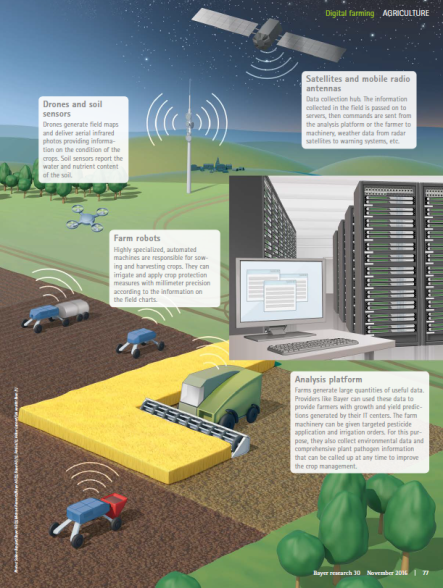 Digital farming AGRICULTURE
Satellites and mobile radio
antennas
Data collection hub. The information
collected in the field is passed on to
servers, then commands are sent from
the analysis platform or the farmer to
machinery, weather data from radar
satellites to warning systems, etc.
Drones and soil
sensors
Drones generate field maps
and deliver aerial infrared
photos providing informa-
tion on the condition of the
crops. Soil sensors report the
water and nutrient content
of the soil.
Farm robots
Highly specialized, automated
machines are responsible for sow-
ing and harvesting crops. They can
irrigate and apply crop protection
measures with millimeter precision
according to the information on
the field charts.
Analysis platform
Farms generate large quantities of useful data.
Providers like Bayer can used these data to
provide farmers with growth and yield predic-
tions generated by their IT centers. The farm
machinery can be given targeted pesticide
application and irrigation orders. For this pur-
pose, they also collect environmental data and
comprehensive plant pathogen information
that can be called up at any time to improve
the crop management.
Bayer research 30 November 2016 | 77